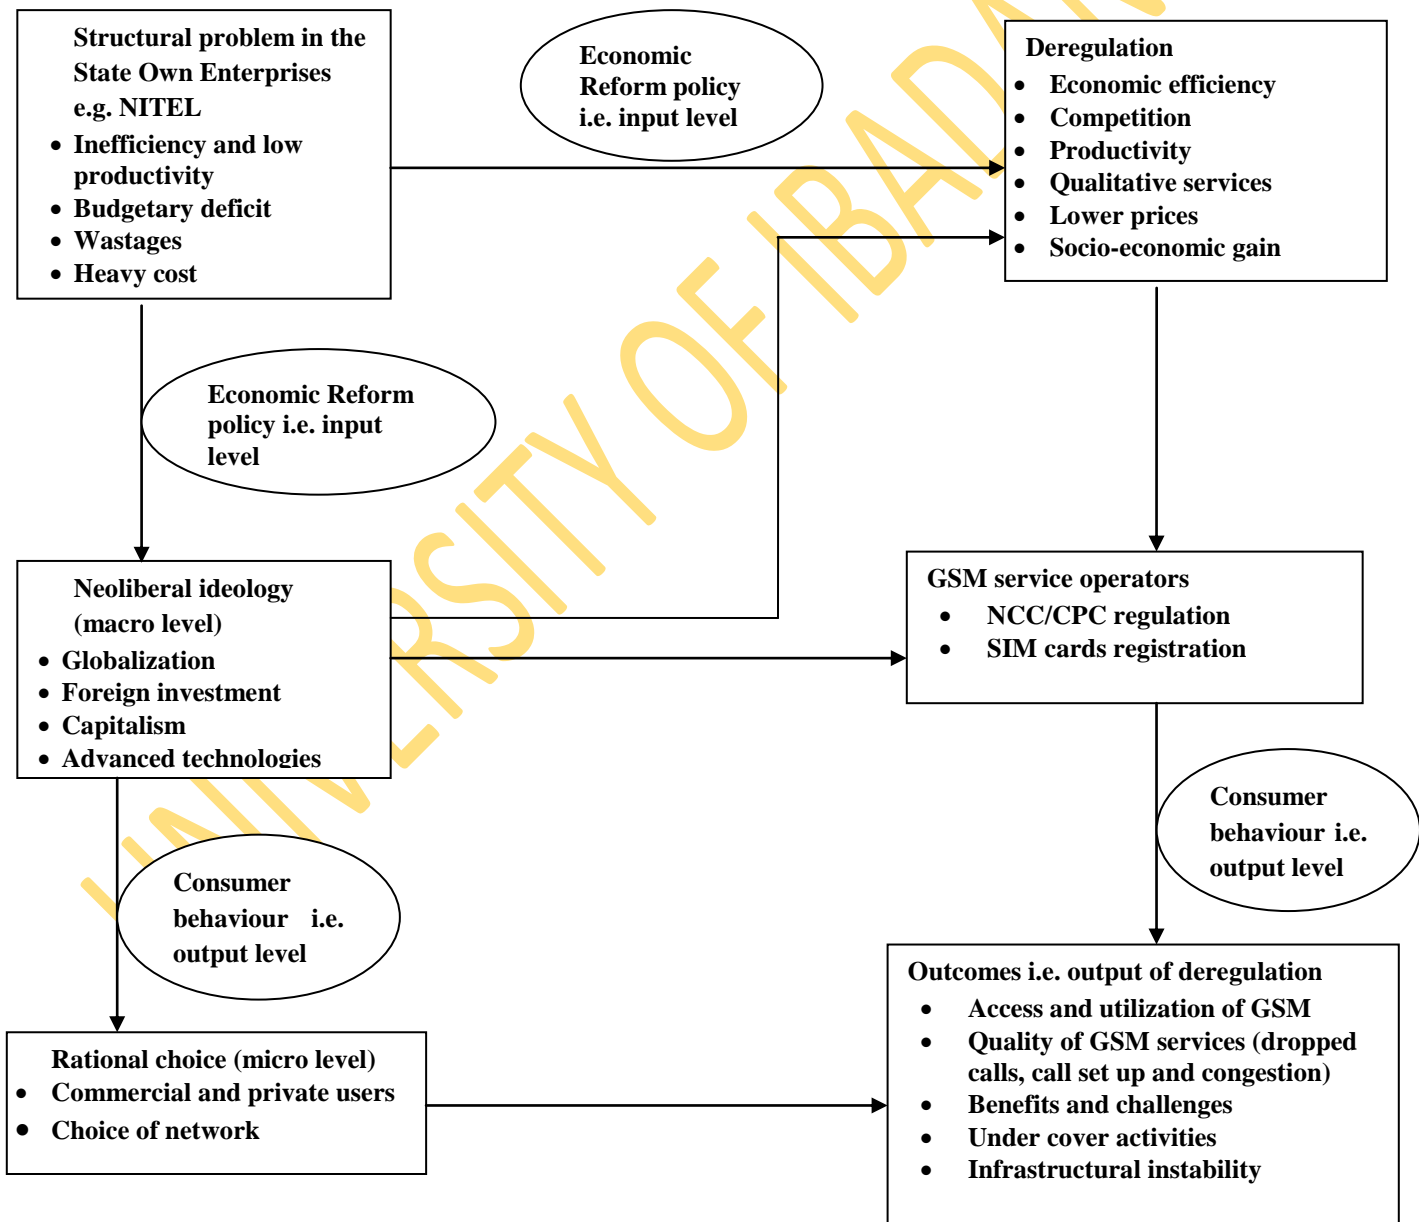 Structural problem in the
State Own Enterprises
e.g. NITEL
• Inefficiency and low
productivity
• Budgetary deficit
• Wastages
• Heavy cost
Economic
Reform policy
i.e. input level
Deregulation
• Economic efficiency
• Competition
• Productivity
• Qualitative services
• Lower prices
• Socio-economic gain
Economic Reform
policy i.e. input
level
Neoliberal ideology
(macro level)
• Globalization
• Foreign investment
• Capitalism
• Advanced technologies
GSM service operators
• NCC/CPC regulation
• SIM cards registration
Consumer
behaviour i.e.
output level
Consumer
behaviour i.e.
output level
Rational choice (micro level)
• Commercial and private users
• Choice of network
Outcomes i.e. output of deregulation
• Access and utilization of GSM
• Quality of GSM services (dropped
calls, call set up and congestion)
• Benefits and challenges
• Under cover activities
• Infrastructural instability
UNIVERSITY OF IBADAN